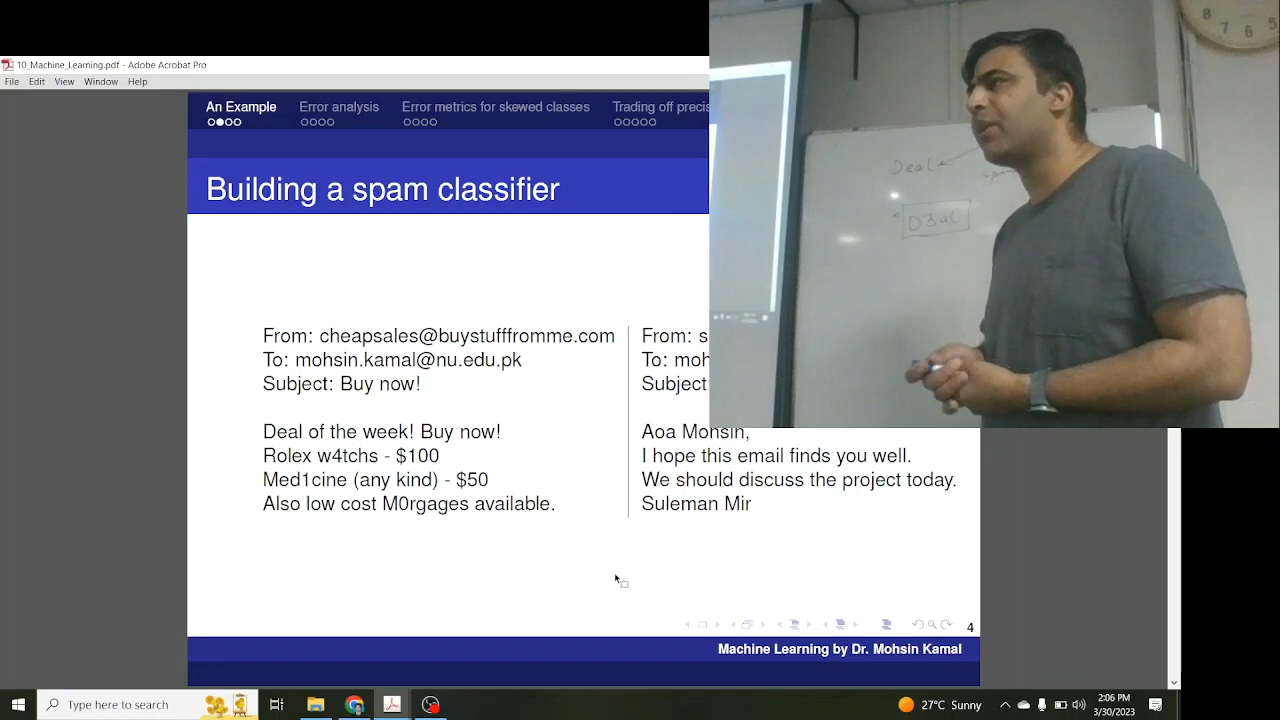 10_Machine_Learning.pdf - Adobe Acrobat Pro
File Edit View Window Help
An Example Error analysis Error metrics for skewed classes Trading off precis
Building a spam classifier
From: cheapsales@buystufffromme.com
To: mohsin.kamal@nu.edu.pk
Subject: Buy now!
Deal of the week! Buy now!
Rolex w4tchs - $100
Med1cine (any kind) - $50
Also low cost M0rgages available.
From: s
To: moh
Subject:
Aoa Mohsin,
I hope this email finds you well.
We should discuss the project today.
Suleman Mir
4
Machine Learning by Dr. Mohsin Kamal
Deal
D3al
8 7 6 5
Type here to search
27°C Sunny
2:06 PM
3/30/2023